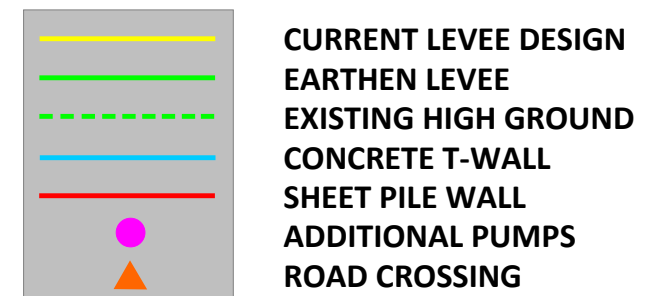 CURRENT LEVEE DESIGN
EARTHEN LEVEE
EXISTING HIGH GROUND
CONCRETE T-WALL
SHEET PILE WALL
ADDITIONAL PUMPS
ROAD CROSSING